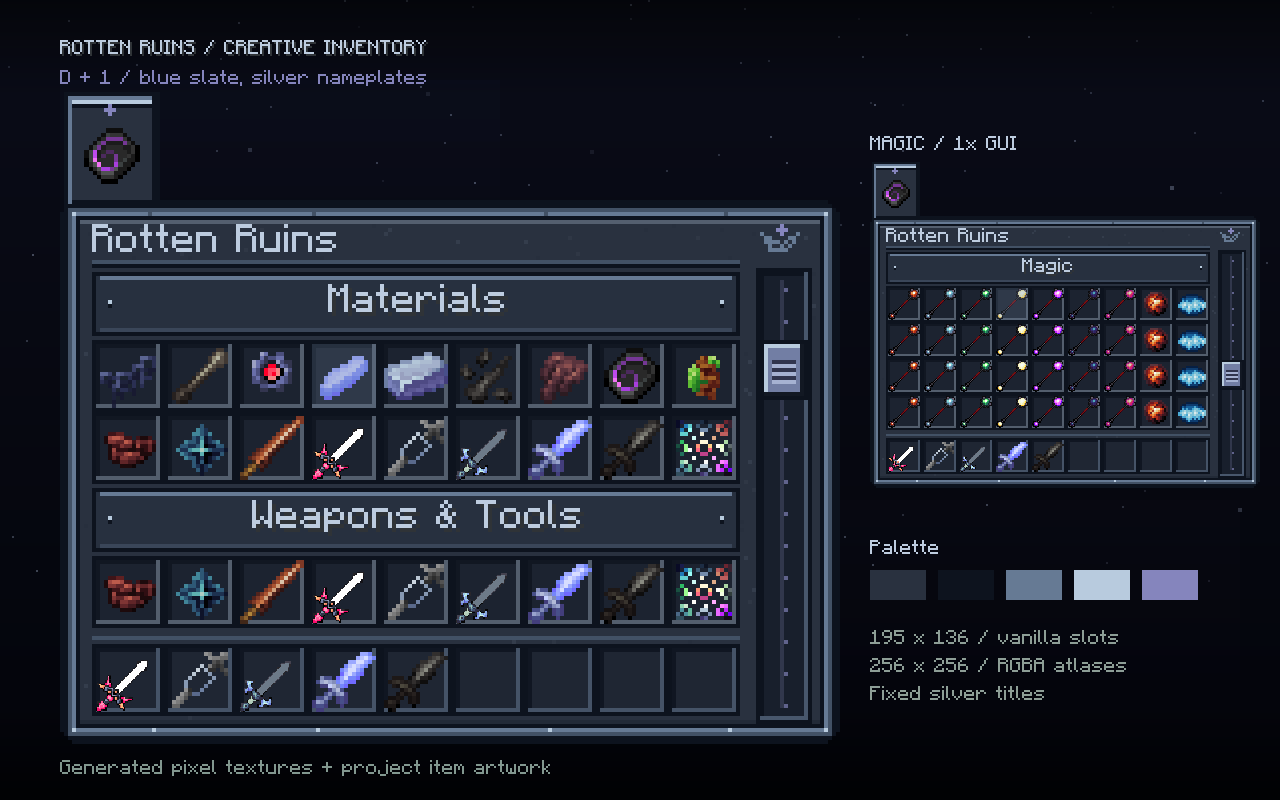 ROTTEN RUINS / CREATIVE INVENTORY
D + 1 / blue slate, silver nameplates
Rotten Ruins
Materials
Weapons & Tools
Generated pixel textures + project item artwork
MAGIC / 1x GUI
Rotten Ruins
Magic
Palette
195 x 136 / vanilla slots
256 x 256 / RGBA atlases
Fixed silver titles